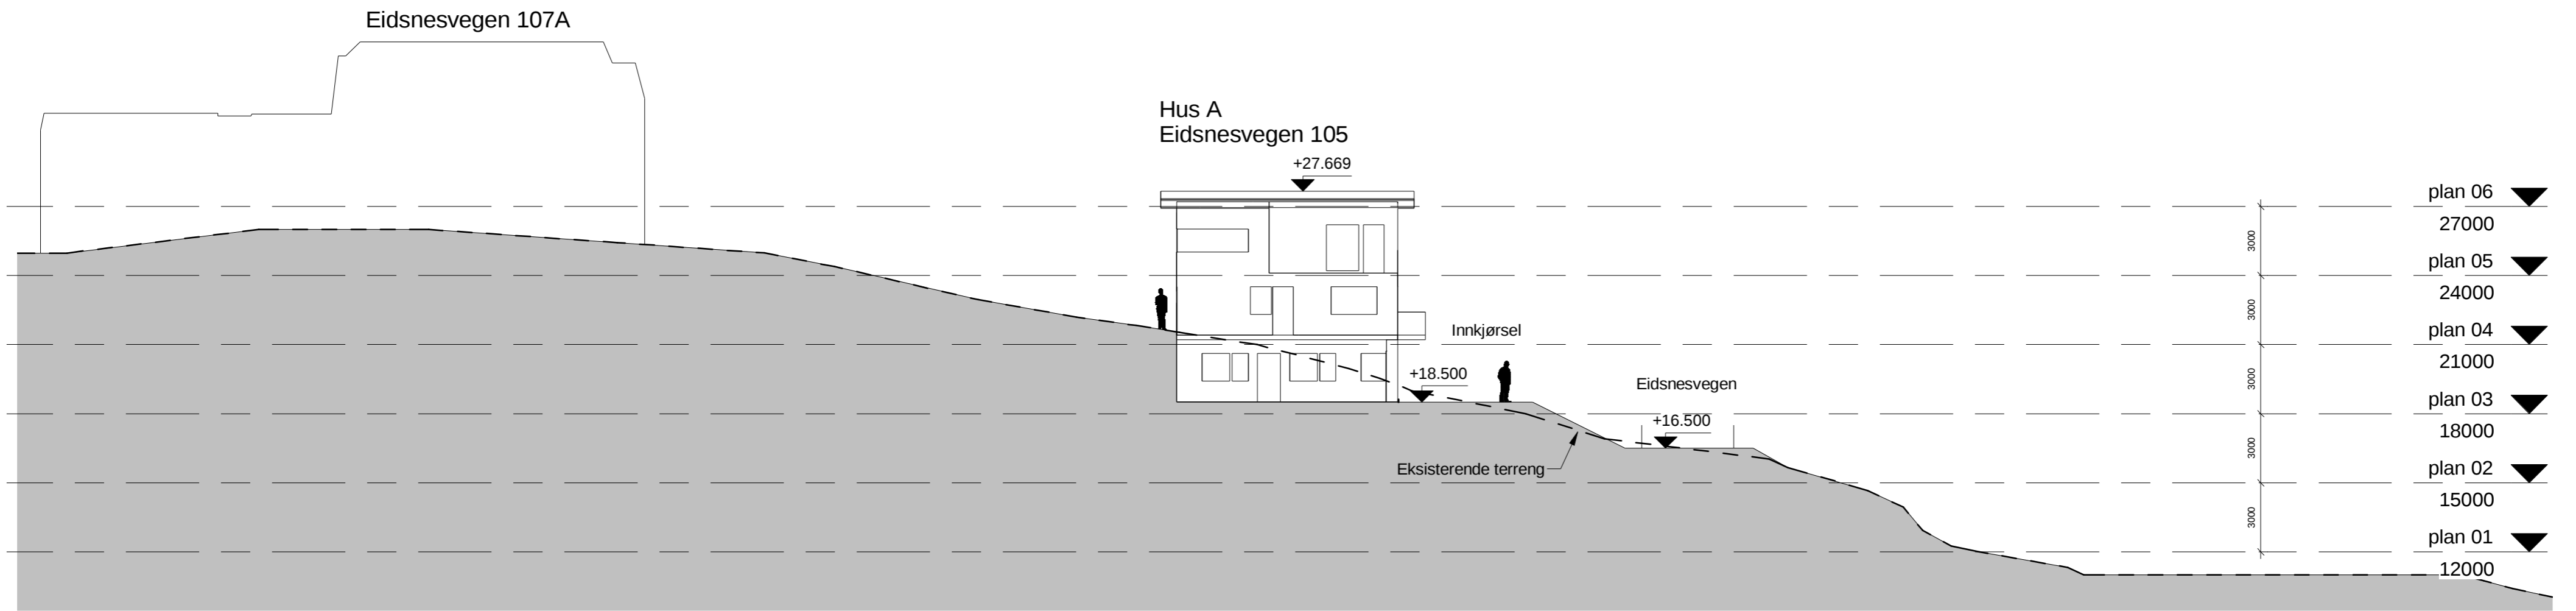 Eidsnesvegen 107A
Hus A
Eidsnesvegen 105
+27.669
plan 06
27000
3000
plan 05
24000
3000
Innkjørsel
plan 04
21000
3000
+18.500
Eidsnesvegen
plan 03
18000
+16.500
3000
Eksisterende terreng
plan 02
15000
3000
plan 01
12000